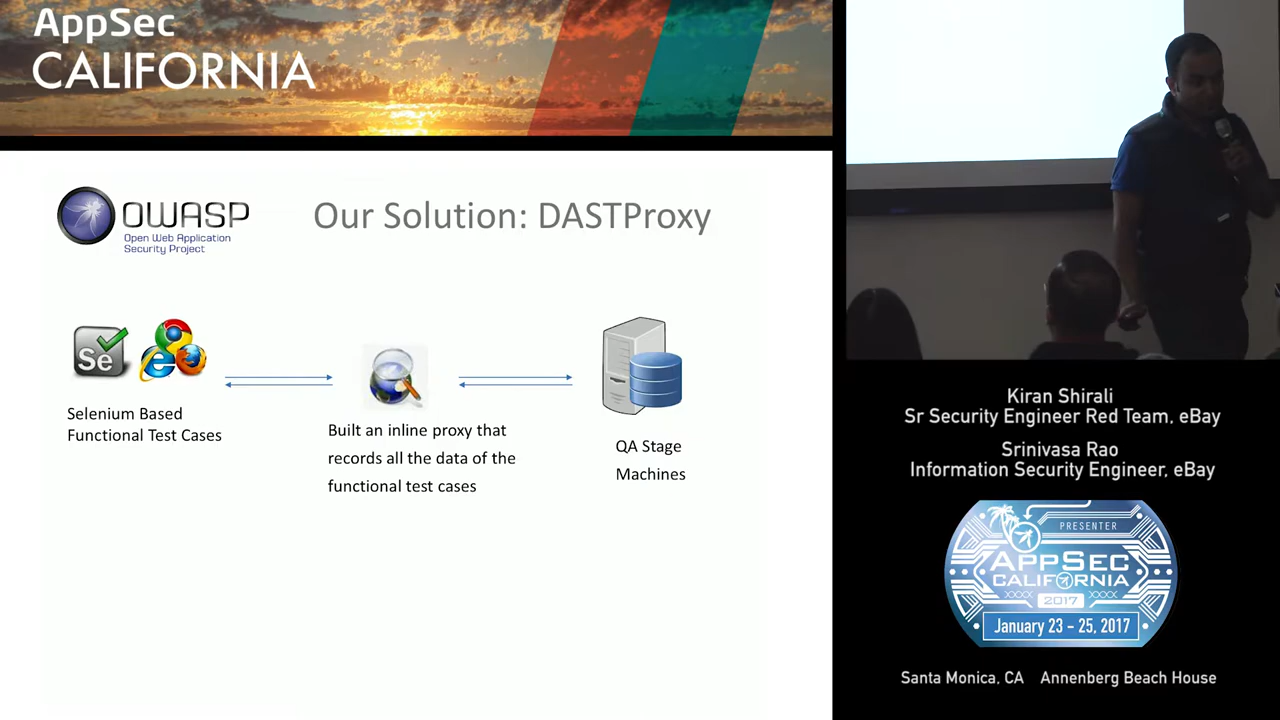 AppSec
CALIFORNIA
OWASP
Open Web Application
Security Project
Our Solution: DASTProxy
Se
Selenium Based
Functional Test Cases
Built an inline proxy that
records all the data of the
functional test cases
QA Stage
Machines
Kiran Shirali
Sr Security Engineer Red Team, eBay
Srinivasa Rao
Information Security Engineer, eBay
PRESENTER
APPSEC
CALIFORNIA
2017
January 23 - 25, 2017
Santa Monica, CA Annenberg Beach House